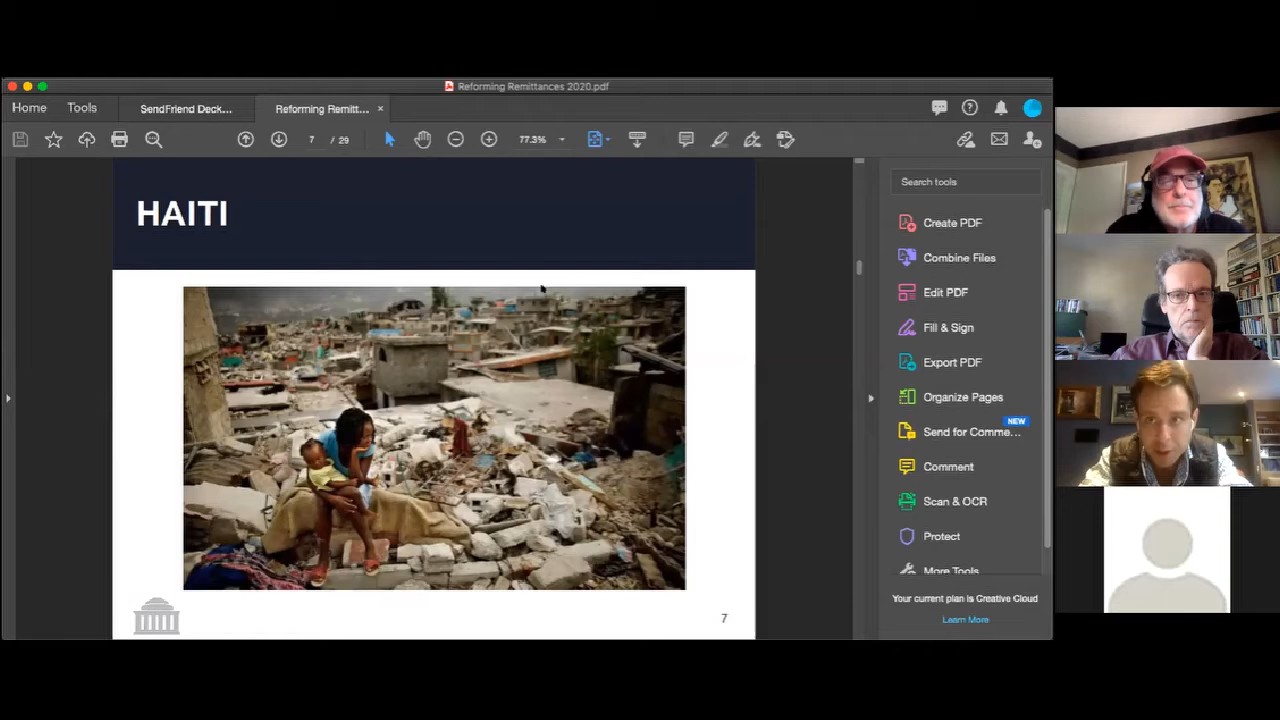 Reforming Remittances 2020.pdf
Home
Tools
SendFriend Deck...
Reforming Remitt...
×
7 / 29
77.3%
HAITI
7
Search tools
Create PDF
Combine Files
Edit PDF
Fill & Sign
Export PDF
Organize Pages
NEW
Send for Comme...
Comment
Scan & OCR
Protect
More Tools
Your current plan is Creative Cloud
Learn More